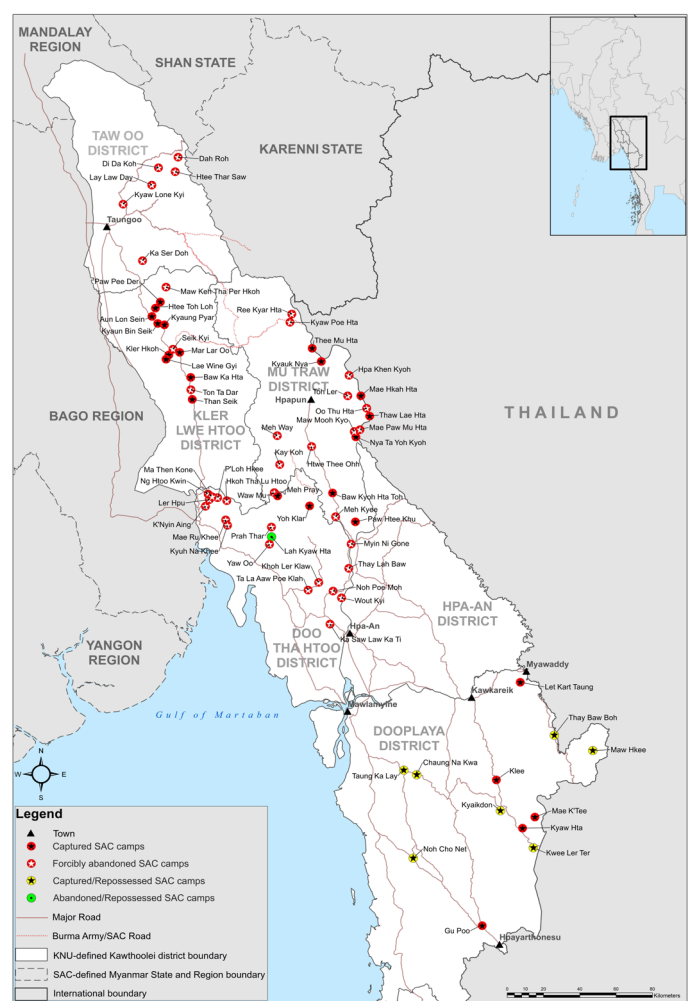 MANDALAY
REGION
SHAN STATE
TAW OO
DISTRICT
KARENNI STATE
Dah Roh
Di Da Koh
Htee Thar Saw
Lay Law Day
Kyaw Lone Kyi
Taungoo
Ka Ser Doh
Paw Pee Der
Maw Keh Tha Per Hkoh
Htee Toh Loh
Ree Kyar Hta
Aun Lon Sein
Kyaung Pyar
Kyaw Poe Hta
Kyaun Bin Seik
Seik Kyi
Thee Mu Hta
Kler Hkoh
Mar Lar Oo
Kyauk Nya
Lae Wine Gyi
MU TRAW
DISTRICT
Hpa Khen Kyoh
Baw Ka Hta
Toh Ler
Mae Hkah Hta
Ton Ta Dar
Hpapun
Than Seik
Oo Thu Hta
Thaw Lae Hta
BAGO REGION
KLER
LWE HTOO
DISTRICT
THAILAND
Maw Mooh Kyo
Meh Way
Mae Paw Mu Hta
Nya Ta Yoh Kyoh
Htwe Thee Ohh
Kay Koh
Ma Then Kone
P'Loh Hkee
Ng Htoo Kwin
Hkoh Tha Lu Htoo
Waw Mu
Meh Pray
Baw Kyoh Hta Toh
Ler Hpu
K'Nyin Aing
Yoh Klar
Meh Kyee
Paw Htee Khu
Mae Ru Khee
Prah Thar
Kyuh Na Khee
Lah Kyaw Hta
Myin Ni Gone
Yaw Oo
Khoh Ler Klaw
Thay Lah Baw
Ta La Aaw Poe Klah
Noh Poe Moh
Wout Kyi
HPA-AN
DISTRICT
DOO
THA HTOO
DISTRICT
Hpa-An
Ka Saw Law Ka Ti
YANGON
REGION
Myawaddy
Let Kart Taung
Kawkareik
Mawlamyine
Gulf of Martaban
DOOPLAYA
DISTRICT
Thay Baw Boh
Maw Hkee
Chaung Na Kwa
Taung Ka Lay
Klee
Kyaikdon
Mae K'Tee
Kyaw Hta
Noh Cho Net
Kwee Ler Ter
Gu Poo
Hpayarthonesu
N
W
E
S
Legend
Town
Captured SAC camps
Forcibly abandoned SAC camps
Captured/Repossessed SAC camps
Abandoned/Repossessed SAC camps
Major Road
Burma Army/SAC Road
KNU-defined Kawthoolei district boundary
SAC-defined Myanmar State and Region boundary
International boundary
0 10 20 40 60 80
Kilometers